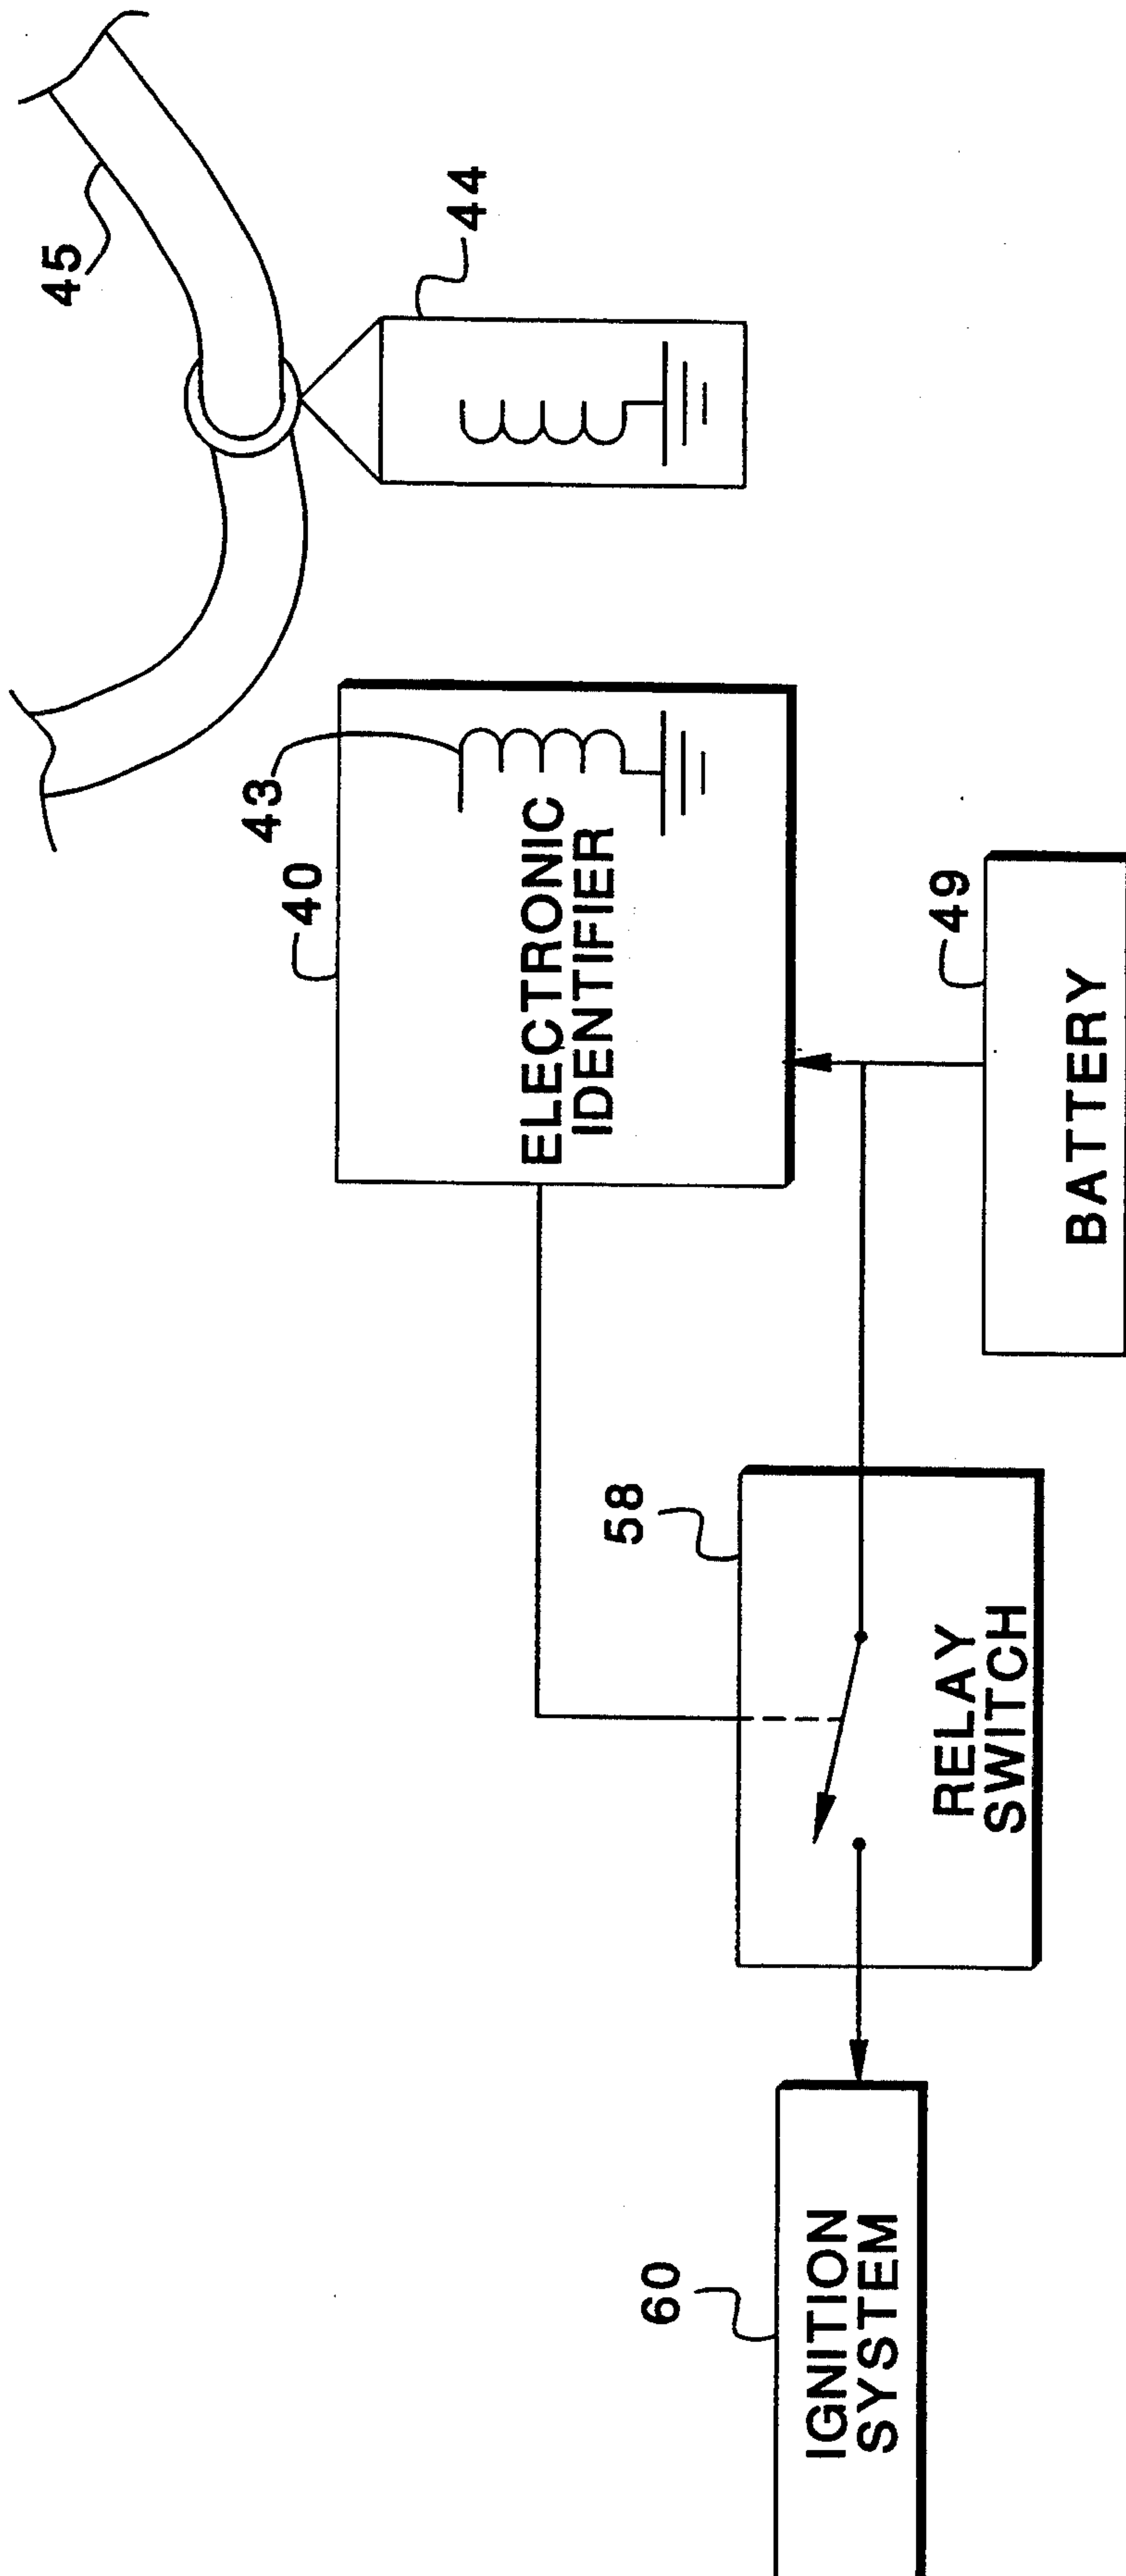 45
44
43
40
ELECTRONIC
IDENTIFIER
49
BATTERY
58
RELAY
SWITCH
60
IGNITION
SYSTEM